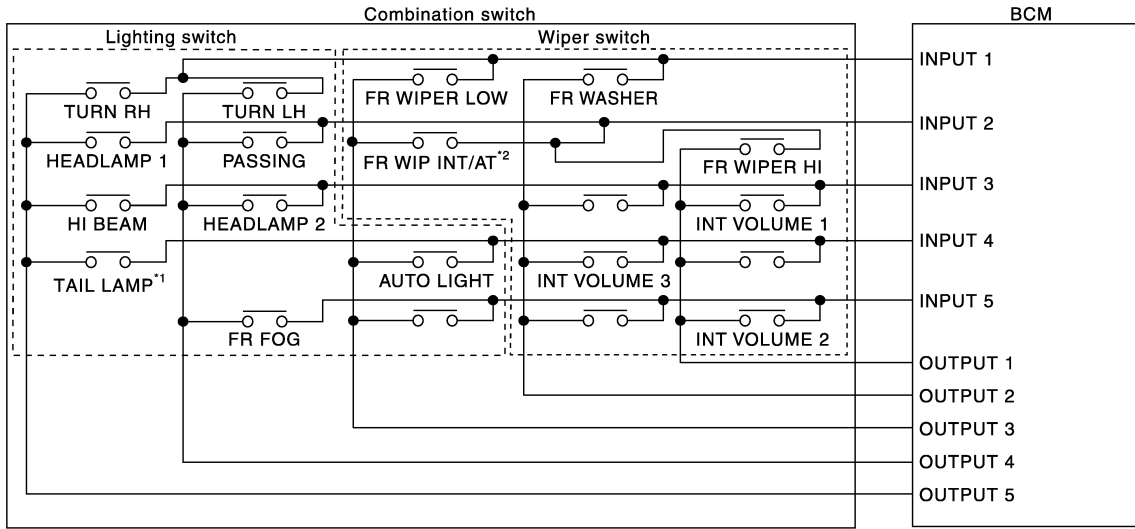 Combination switch
BCM
Lighting switch
Wiper switch
INPUT 1
TURN RH
TURN LH
FR WIPER LOW
FR WASHER
INPUT 2
HEADLAMP 1
PASSING
FR WIP INT/AT*2
FR WIPER HI
INPUT 3
HI BEAM
HEADLAMP 2
INT VOLUME 1
INPUT 4
TAIL LAMP*1
AUTO LIGHT
INT VOLUME 3
INPUT 5
FR FOG
INT VOLUME 2
OUTPUT 1
OUTPUT 2
OUTPUT 3
OUTPUT 4
OUTPUT 5